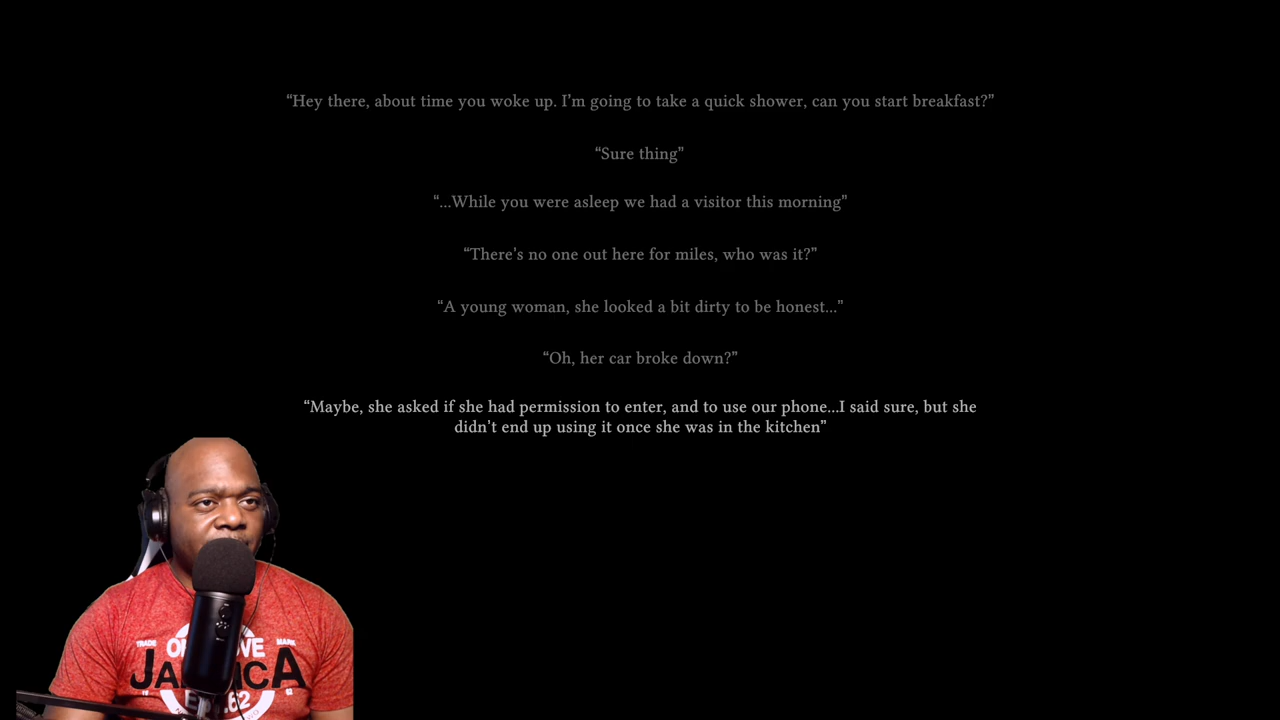 “Hey there, about time you woke up. I’m going to take a quick shower, can you start breakfast?”
“Sure thing”
“...While you were asleep we had a visitor this morning”
“There's no one out here for miles, who was it?”
“A young woman, she looked a bit dirty to be honest...”
“Oh, her car broke down?”
“Maybe, she asked if she had permission to enter, and to use our phone...I said sure, but she
didn't end up using it once she was in the kitchen”
TRADE
MARK